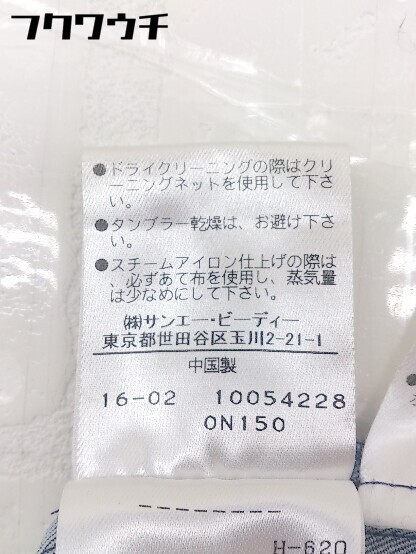 フクワウチ
●ドライクリーニングの際はクリ
ーニングネットを使用して下さ
い。
●タンブラー乾燥は、お避け下さ
い。
●スチームアイロン仕上げの際は
、必ずあて布を使用し、蒸気量
は少なめにして下さい。
㈱サンエー・ビーディー
東京都世田谷区玉川2-21-1
中国製
16-02 10054228
0N150
H-620